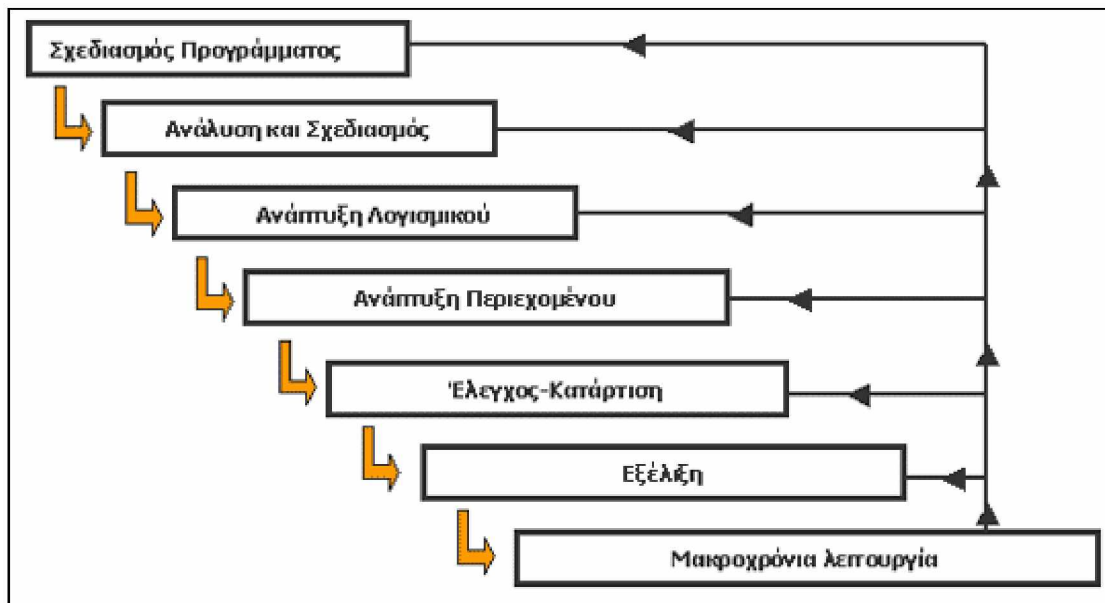 Σχεδιασμός Προγράμματος
Ανάλυση και Σχεδιασμός
Ανάπτυξη Λογισμικού
Ανάπτυξη Περιεχομένου
Έλεγχος-Κατάρτιση
Εξέλιξη
Μακροχρόνια λειτουργία